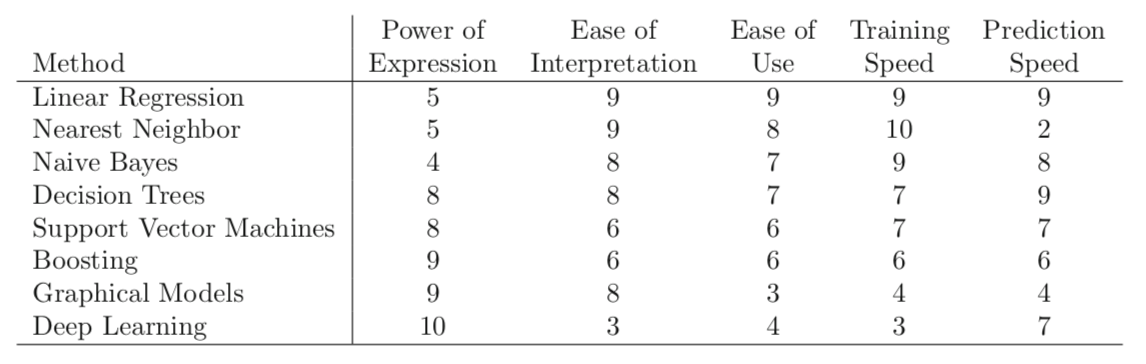 Power of Ease of Ease of Training Prediction
Method Expression Interpretation Use Speed Speed
Linear Regression 5 9 9 9 9
Nearest Neighbor 5 9 8 10 2
Naive Bayes 4 8 7 9 8
Decision Trees 8 8 7 7 9
Support Vector Machines 8 6 6 7 7
Boosting 9 6 6 6 6
Graphical Models 9 8 3 4 4
Deep Learning 10 3 4 3 7